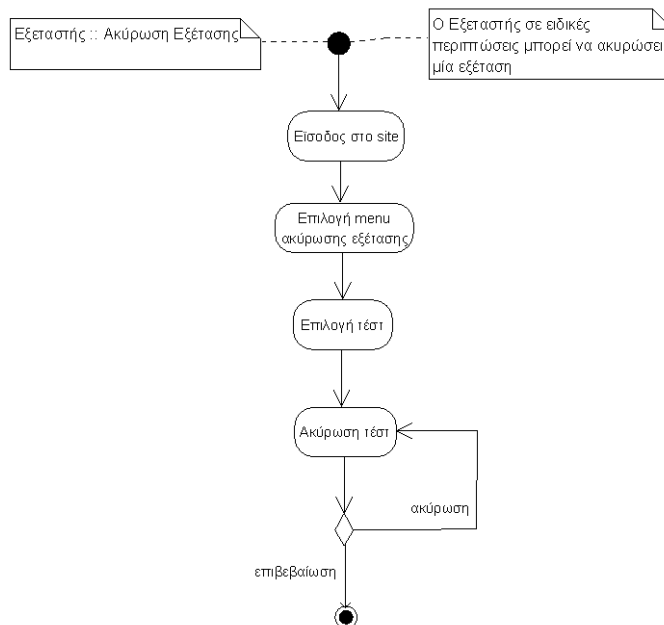 Εξεταστής :: Ακύρωση Εξέτασης
Ο Εξεταστής σε ειδικές
περιπτώσεις μπορεί να ακυρώσει
μία εξέταση
Είσοδος στο site
Επιλογή menu
ακύρωσης εξέτασης
Επιλογή τέστ
Ακύρωση τέστ
ακύρωση
επιβεβαίωση